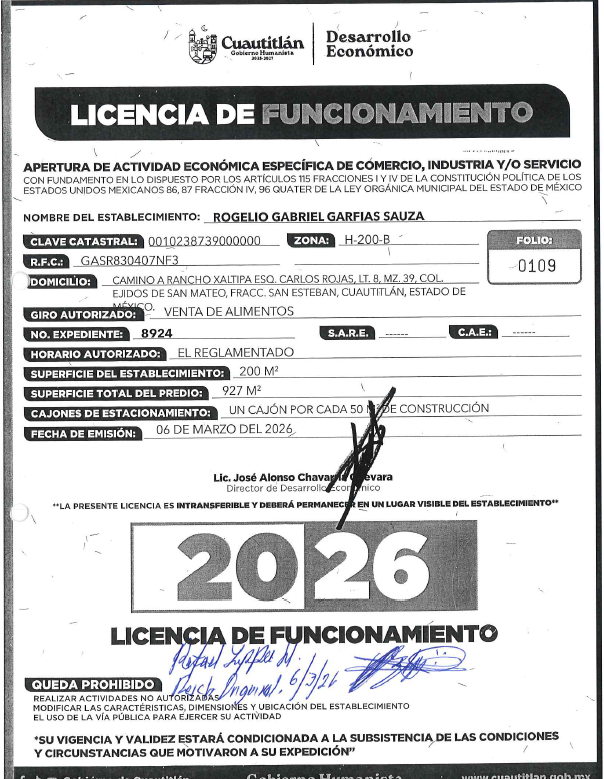 Cuautitlán
Gobierno Humanista
2025-2027
Desarrollo
Económico
LICENCIA DE FUNCIONAMIENTO
APERTURA DE ACTIVIDAD ECONÓMICA ESPECÍFICA DE COMERCIO, INDUSTRIA Y/O SERVICIO
CON FUNDAMENTO EN LO DISPUESTO POR LOS ARTÍCULOS 115 FRACCIONES I Y IV DE LA CONSTITUCIÓN POLÍTICA DE LOS
ESTADOS UNIDOS MEXICANOS 86, 87 FRACCIÓN IV, 96 QUATER DE LA LEY ORGÁNICA MUNICIPAL DEL ESTADO DE MÉXICO
NOMBRE DEL ESTABLECIMIENTO: ROGELIO GABRIEL GARFIAS SAUZA
CLAVE CATASTRAL: 0010238739000000 ZONA: H-200-B
FOLIO:
0109
R.F.C.: GASR830407NF3
DOMICILIO: CAMINO A RANCHO XALTIPA ESQ. CARLOS ROJAS, LT. 8, MZ. 39, COL.
EJIDOS DE SAN MATEO, FRACC. SAN ESTEBAN, CUAUTITLÁN, ESTADO DE
MÉXICO.
GIRO AUTORIZADO: VENTA DE ALIMENTOS
NO. EXPEDIENTE: 8924 S.A.R.E. ------ C.A.E.: ------
HORARIO AUTORIZADO: EL REGLAMENTADO
SUPERFICIE DEL ESTABLECIMIENTO: 200 M²
SUPERFICIE TOTAL DEL PREDIO: 927 M²
CAJONES DE ESTACIONAMIENTO: UN CAJÓN POR CADA 50 M² DE CONSTRUCCIÓN
FECHA DE EMISIÓN: 06 DE MARZO DEL 2026
Lic. José Alonso Chavarría Guevara
Director de Desarrollo Económico
**LA PRESENTE LICENCIA ES INTRANSFERIBLE Y DEBERÁ PERMANECER EN UN LUGAR VISIBLE DEL ESTABLECIMIENTO**
2026
LICENCIA DE FUNCIONAMIENTO
Rafael López M.
Original. 6/3/26
QUEDA PROHIBIDO
REALIZAR ACTIVIDADES NO AUTORIZADAS
MODIFICAR LAS CARACTERÍSTICAS, DIMENSIONES Y UBICACIÓN DEL ESTABLECIMIENTO
EL USO DE LA VÍA PÚBLICA PARA EJERCER SU ACTIVIDAD
"SU VIGENCIA Y VALIDEZ ESTARÁ CONDICIONADA A LA SUBSISTENCIA DE LAS CONDICIONES
Y CIRCUNSTANCIAS QUE MOTIVARON A SU EXPEDICIÓN"
Gobierno de Cuautitlán Gobierno Humanista www.cuautitlan.gob.mx